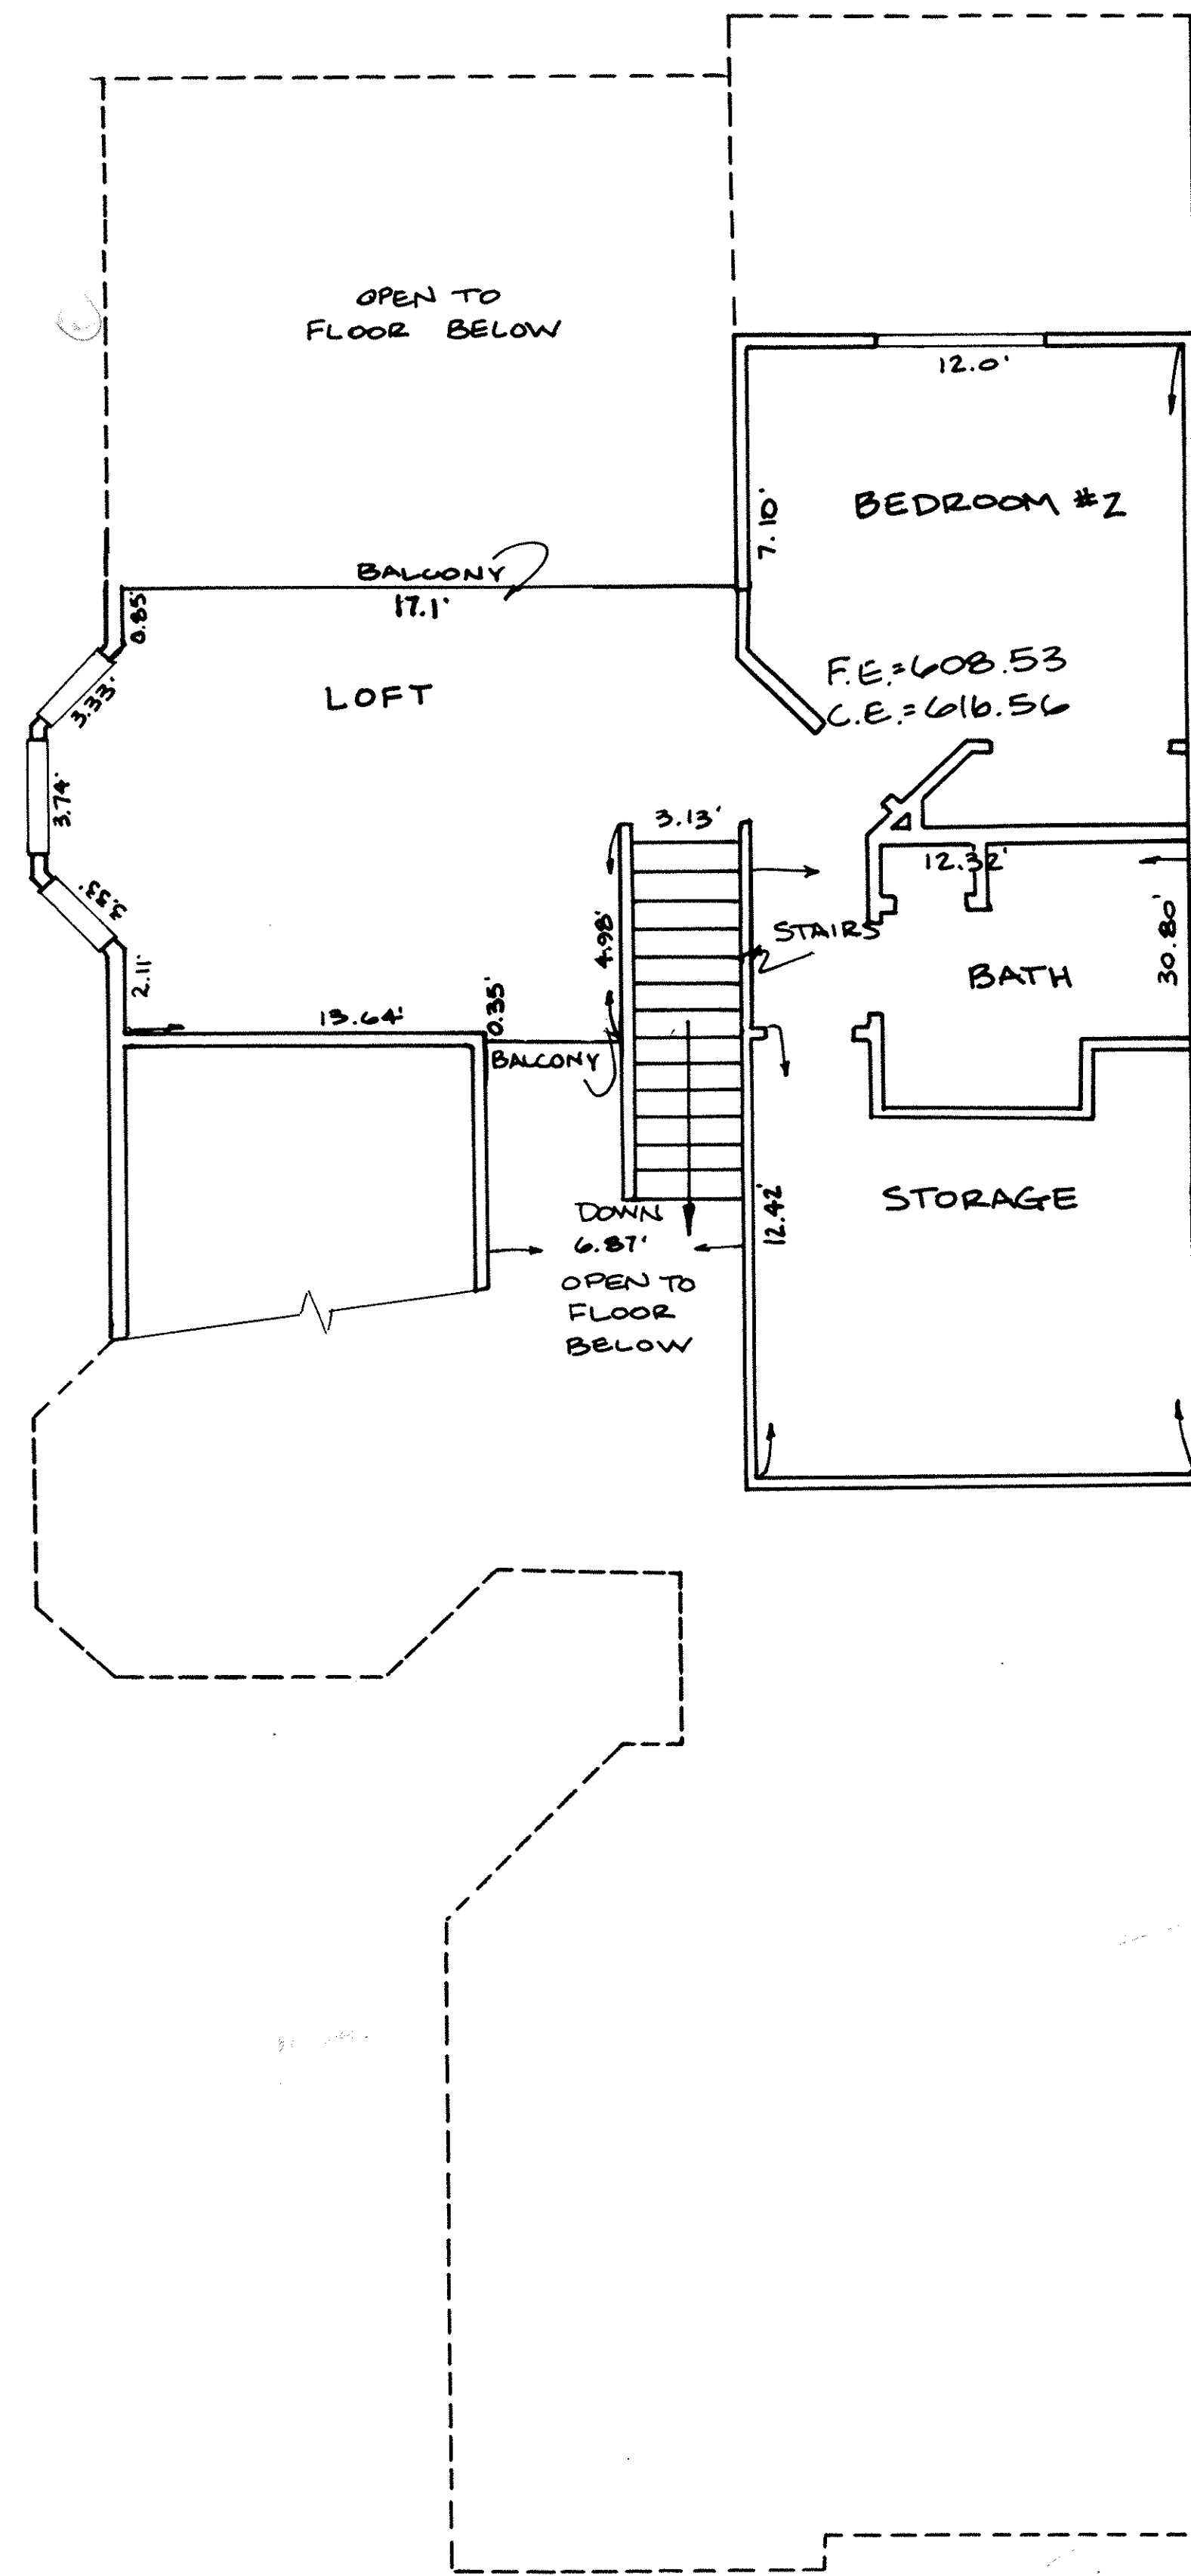 OPEN TO
FLOOR BELOW
12.0'
BEDROOM #2
7.10'
BALCONY
17.1'
0.85'
3.33'
LOFT
F.E.=608.53
C.E.=616.56
3.74'
3.13'
12.32'
3.33'
4.98'
STAIRS
30.80'
BATH
2.11'
13.64'
0.35'
BALCONY
STORAGE
12.42'
DOWN
6.87'
OPEN TO
FLOOR
BELOW